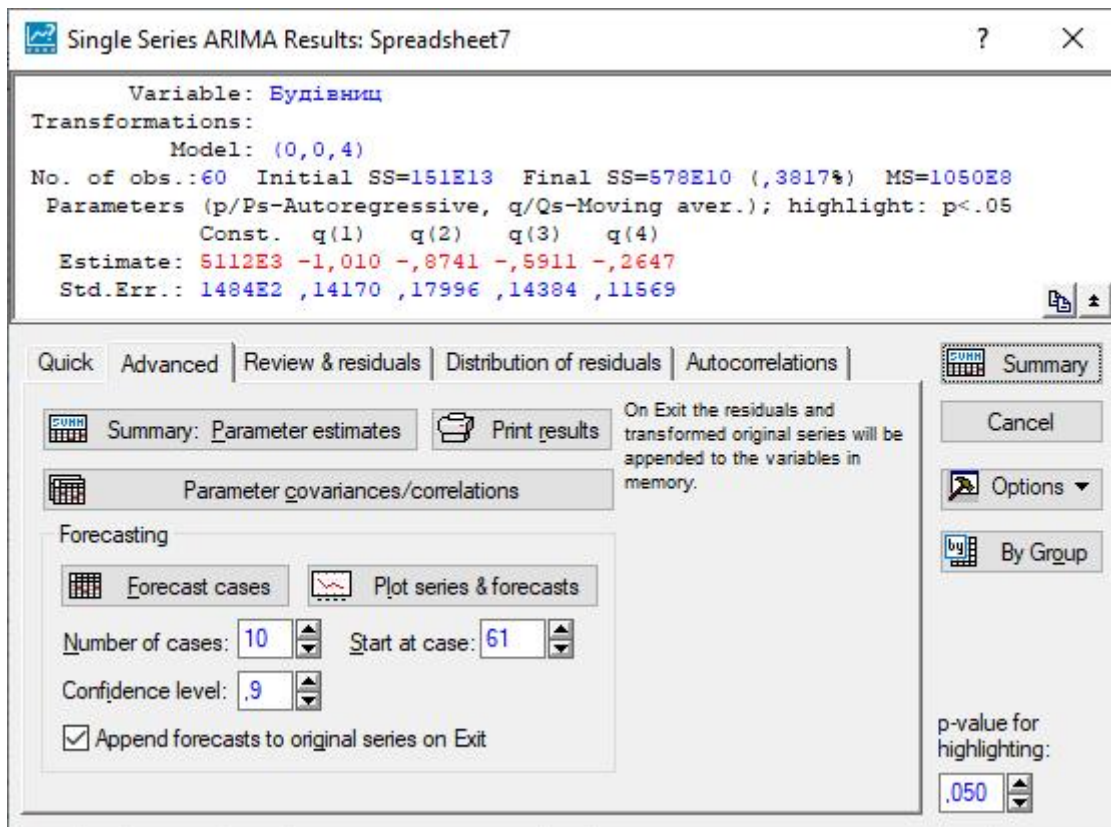 Single Series ARIMA Results: Spreadsheet7
Variable: Будівниц
Transformations:
Model: (0,0,4)
No. of obs.:60 Initial SS=151E13 Final SS=578E10 (,3817%) MS=1050E8
Parameters (p/Ps-Autoregressive, q/Qs-Moving aver.); highlight: p<.05
Const. q(1) q(2) q(3) q(4)
Estimate: 5112E3 -1,010 -,8741 -,5911 -,2647
Std.Err.: 1484E2 ,14170 ,17996 ,14384 ,11569
Quick Advanced Review & residuals Distribution of residuals Autocorrelations
Summary
Cancel
Options
By Group
Summary: Parameter estimates Print results
On Exit the residuals and
transformed original series will be
appended to the variables in
memory.
Parameter covariances/correlations
Forecasting
Forecast cases Plot series & forecasts
Number of cases: 10 Start at case: 61
Confidence level: ,9
Append forecasts to original series on Exit
p-value for
highlighting:
,050